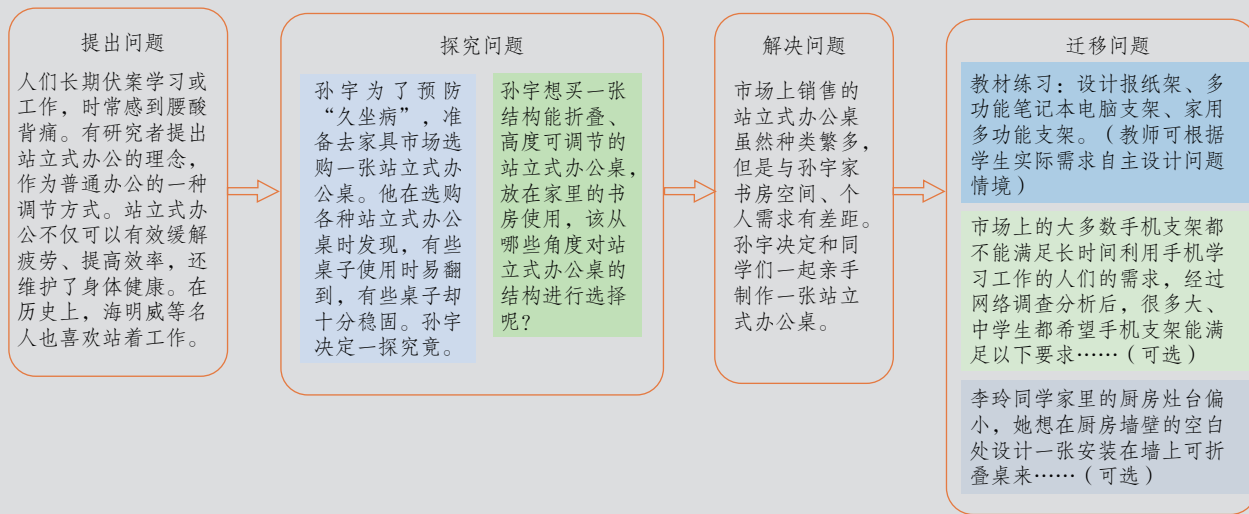 提出问题
人们长期伏案学习或
工作，时常感到腰酸
背痛。有研究者提出
站立式办公的理念，
作为普通办公的一种
调节方式。站立式办
公不仅可以有效缓解
疲劳、提高效率，还
维护了身体健康。在
历史上，海明威等名
人也喜欢站着工作。
探究问题
孙宇为了预防
“久坐病”，准
备去家具市场选
购一张站立式办
公桌。他在选购
各种站立式办公
桌时发现，有些
桌子使用时易翻
到，有些桌子却
十分稳固。孙宇
决定一探究竟。
孙宇想买一张
结构能折叠、
高度可调节的
站立式办公桌，
放在家里的书
房使用，该从
哪些角度对站
立式办公桌的
结构进行选择
呢？
解决问题
市场上销售的
站立式办公桌
虽然种类繁多，
但是与孙宇家
书房空间、个
人需求有差距。
孙宇决定和同
学们一起亲手
制作一张站立
式办公桌。
迁移问题
教材练习：设计报纸架、多
功能笔记本电脑支架、家用
多功能支架。（教师可根据
学生实际需求自主设计问题
情境）
市场上的大多数手机支架都
不能满足长时间利用手机学
习工作的人们的需求，经过
网络调查分析后，很多大、
中学生都希望手机支架能满
足以下要求……（可选）
李玲同学家里的厨房灶台偏
小，她想在厨房墙壁的空白
处设计一张安装在墙上可折
叠桌来……（可选）